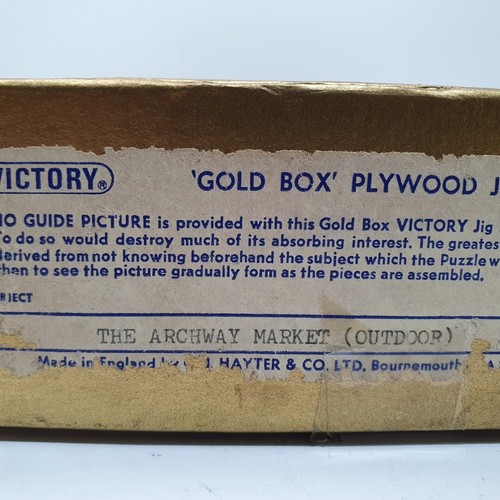 VICTORY® 'GOLD BOX' PLYWOOD J
NO GUIDE PICTURE is provided with this Gold Box VICTORY Jig
To do so would destroy much of its absorbing interest. The greates
derived from not knowing beforehand the subject which the Puzzle w
than to see the picture gradually form as the pieces are assembled.
BJECT
THE ARCHWAY MARKET (OUTDOOR)
Made in England by J. HAYTER & CO. LTD. Bournemouth